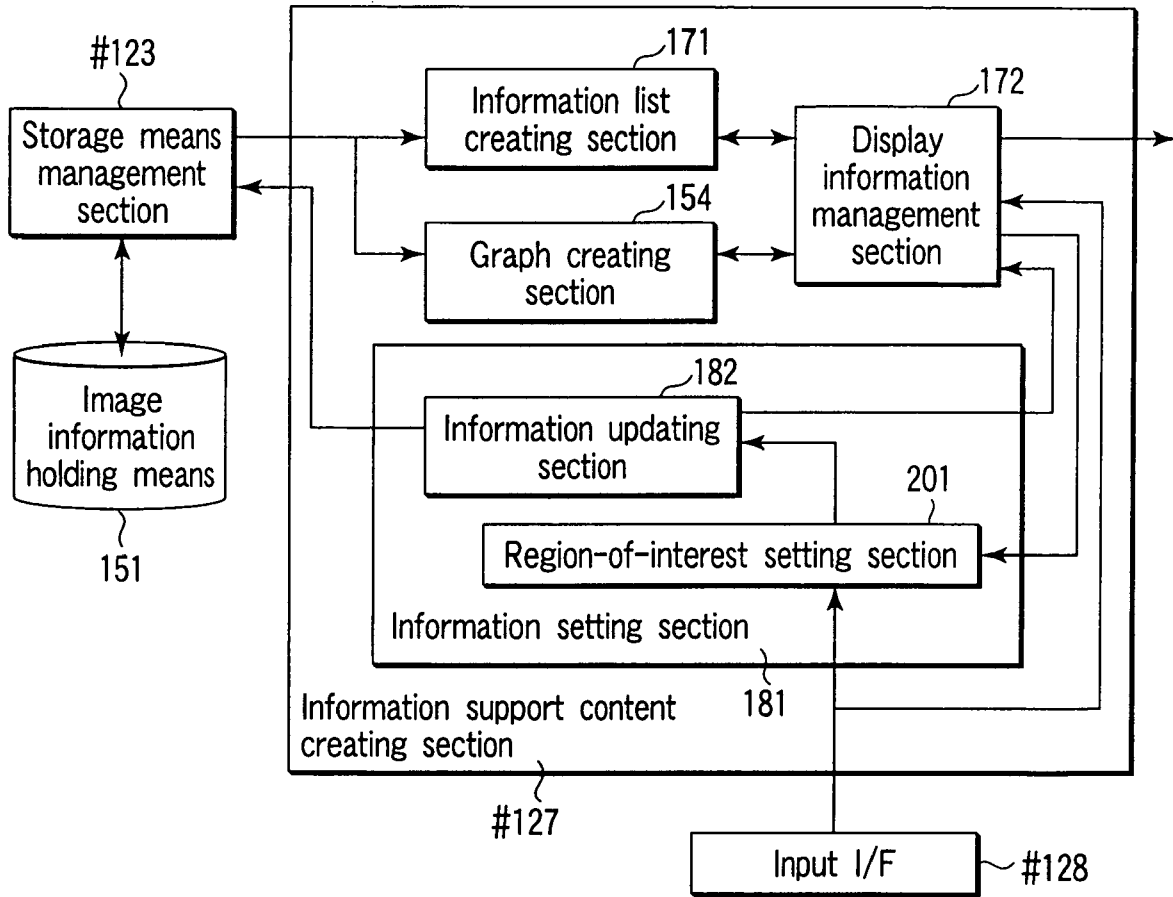 #123
Storage means
management
section
171
Information list
creating section
172
Display
information
management
section
154
Graph creating
section
Image
information
holding means
151
182
Information updating
section
201
Region-of-interest setting section
Information setting section
181
Information support content
creating section
#127
Input I/F
#128